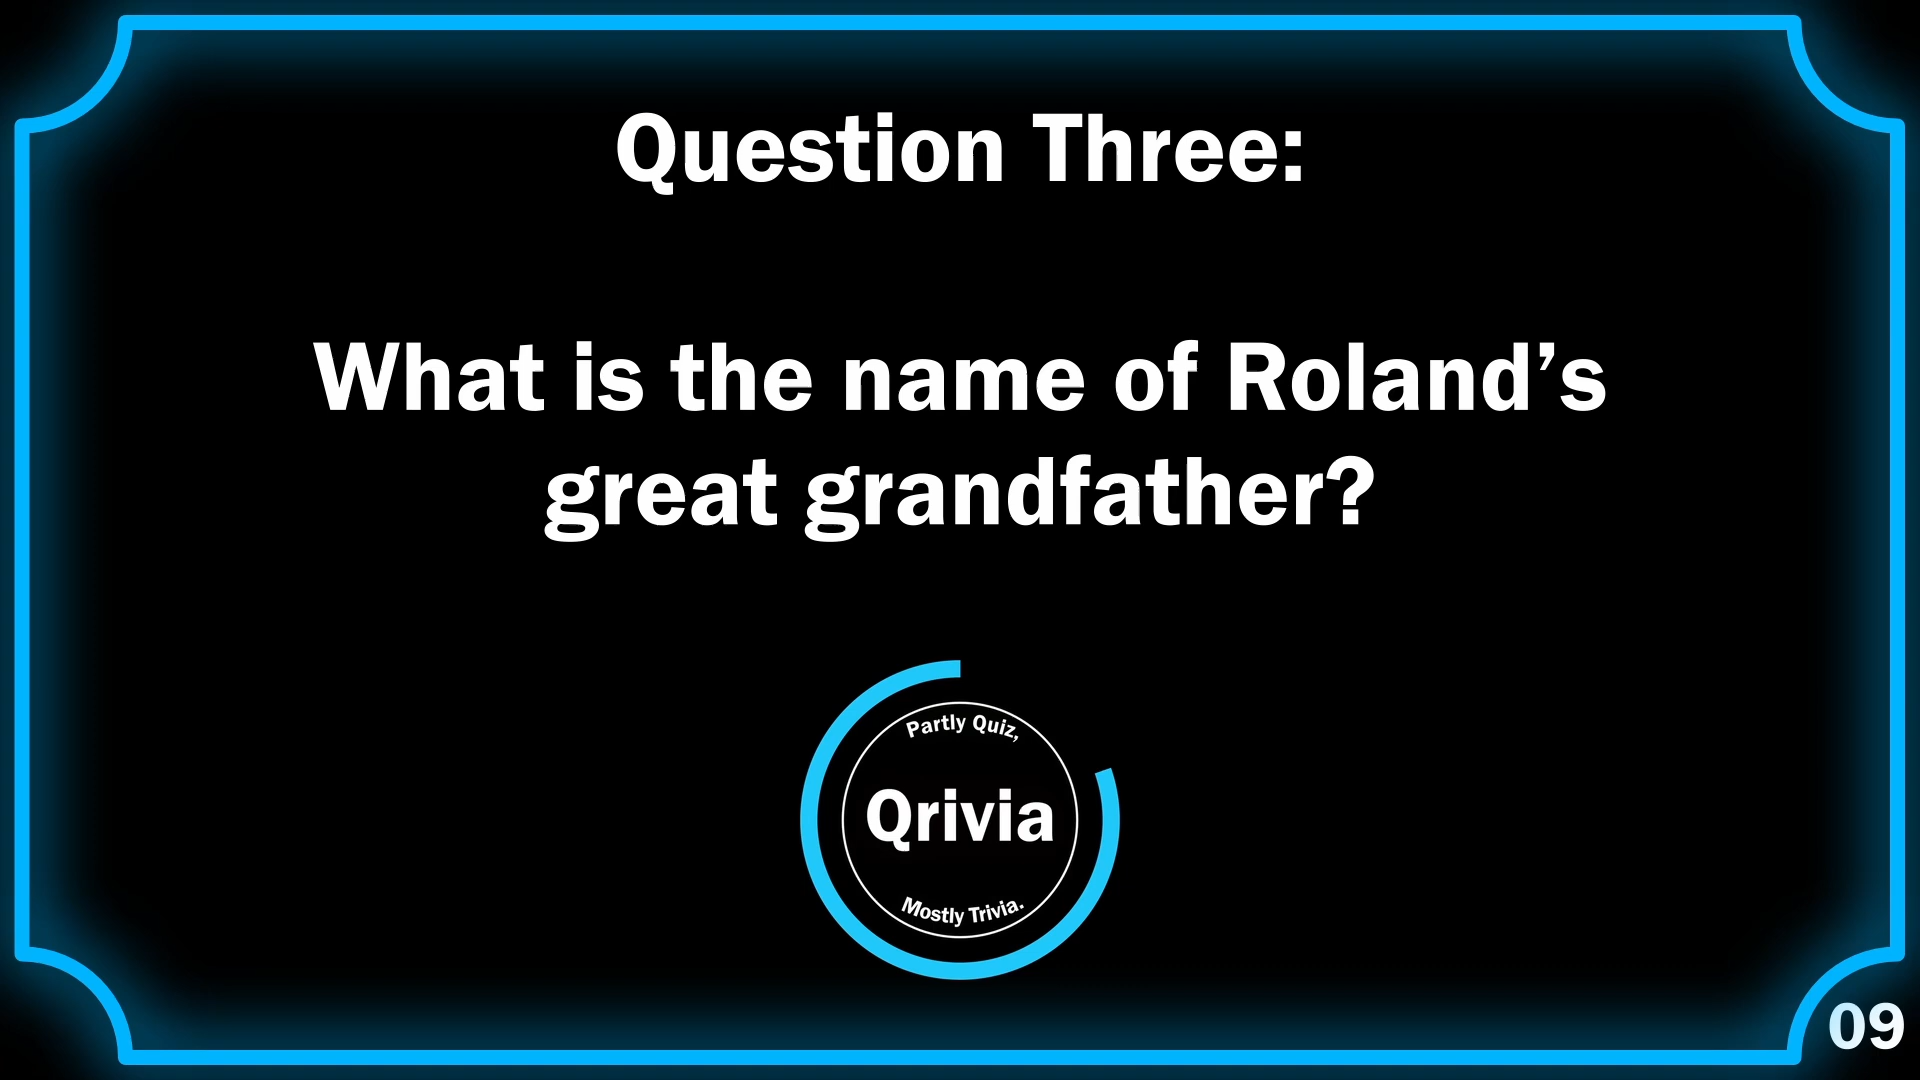 Question Three:
What is the name of Roland’s
great grandfather?
Partly Quiz,
Qrivia
Mostly Trivia.
09